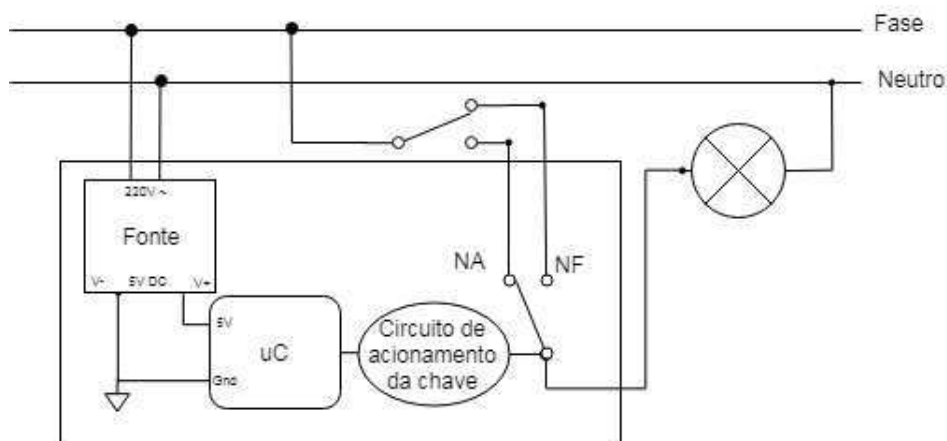 Fase
Neutro
220V ~
Fonte
V- 5V DC V+
NA NF
5V
uC
Gnd
Circuito de
acionamento
da chave